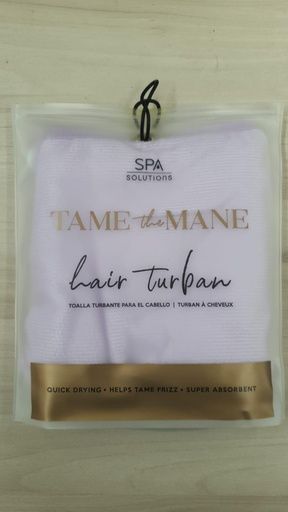 SPA
SOLUTIONS
TAME the MANE
hair turban
TOALLA TURBANTE PARA EL CABELLO | TURBAN À CHEVEUX
QUICK DRYING • HELPS TAME FRIZZ • SUPER ABSORBENT